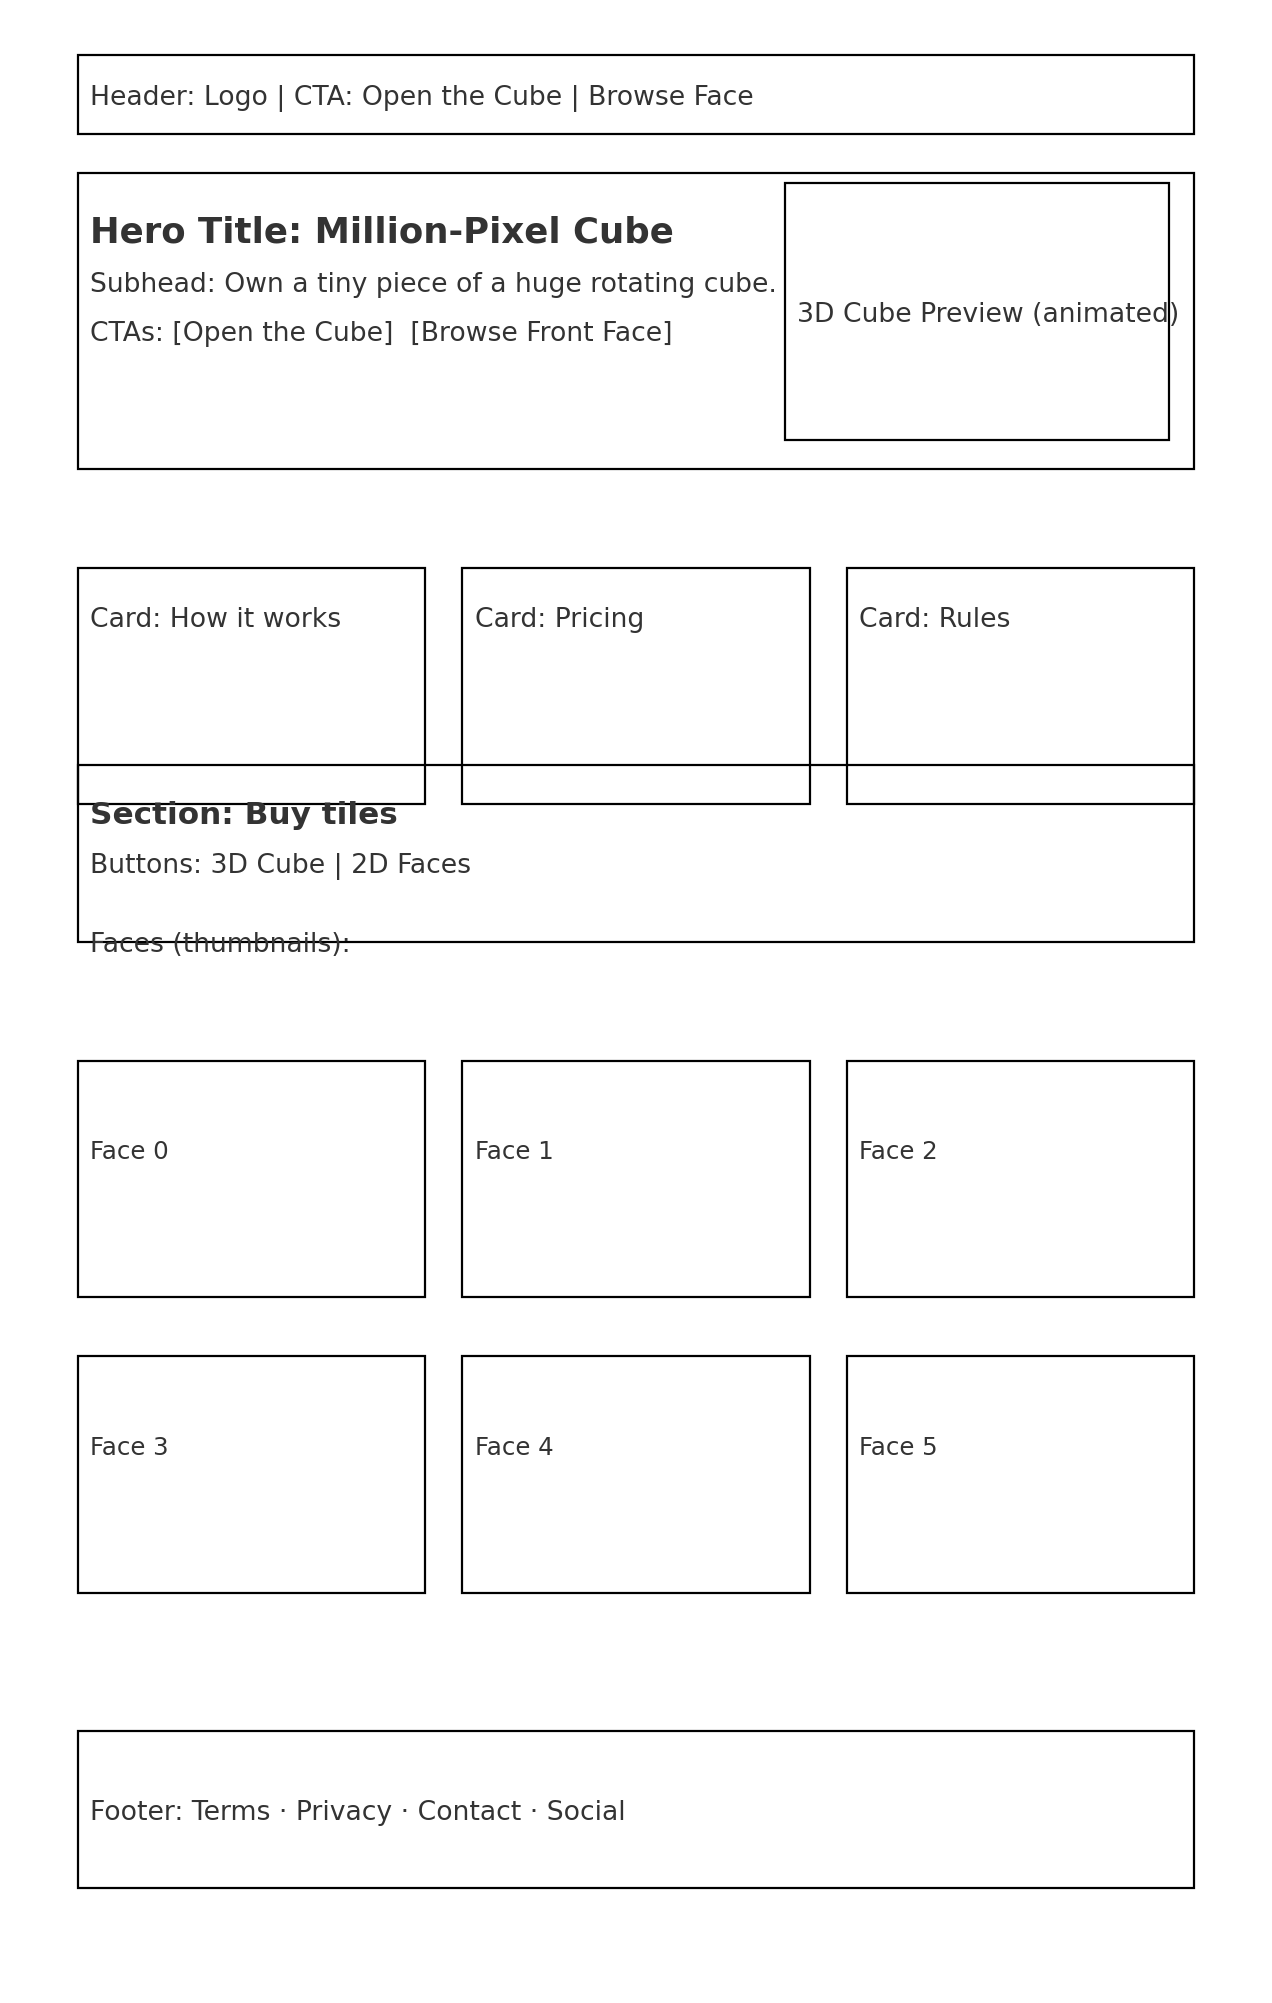 Header: Logo | CTA: Open the Cube | Browse Face
Hero Title: Million-Pixel Cube
Subhead: Own a tiny piece of a huge rotating cube.
CTAs: [Open the Cube]  [Browse Front Face]
3D Cube Preview (animated)
Card: How it works
Card: Pricing
Card: Rules
Section: Buy tiles
Buttons: 3D Cube | 2D Faces
Faces (thumbnails):
Face 0
Face 1
Face 2
Face 3
Face 4
Face 5
Footer: Terms · Privacy · Contact · Social